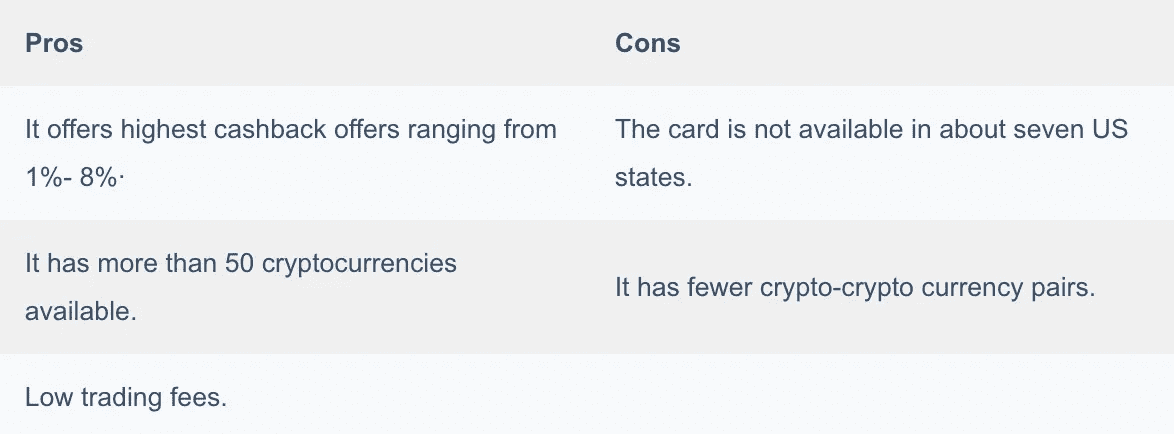 Pros
Cons
It offers highest cashback offers ranging from
1%- 8%·
The card is not available in about seven US
states.
It has more than 50 cryptocurrencies
available.
It has fewer crypto-crypto currency pairs.
Low trading fees.